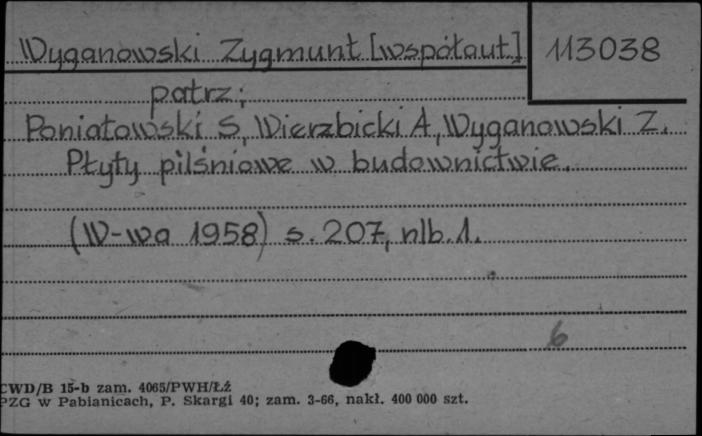 Wyganowski Zygmunt [współaut.] 113038
patrz:
Poniatowski S., Wierzbicki A., Wyganowski Z.
Płyty pilśniowe w budownictwie.
(W-wa 1958) s. 207, nlb. 1.
6
CWD/B 15-b zam. 4065/PWH/Łź
PZG w Pabianicach, P. Skargi 40; zam. 3-66, nakł. 400 000 szt.